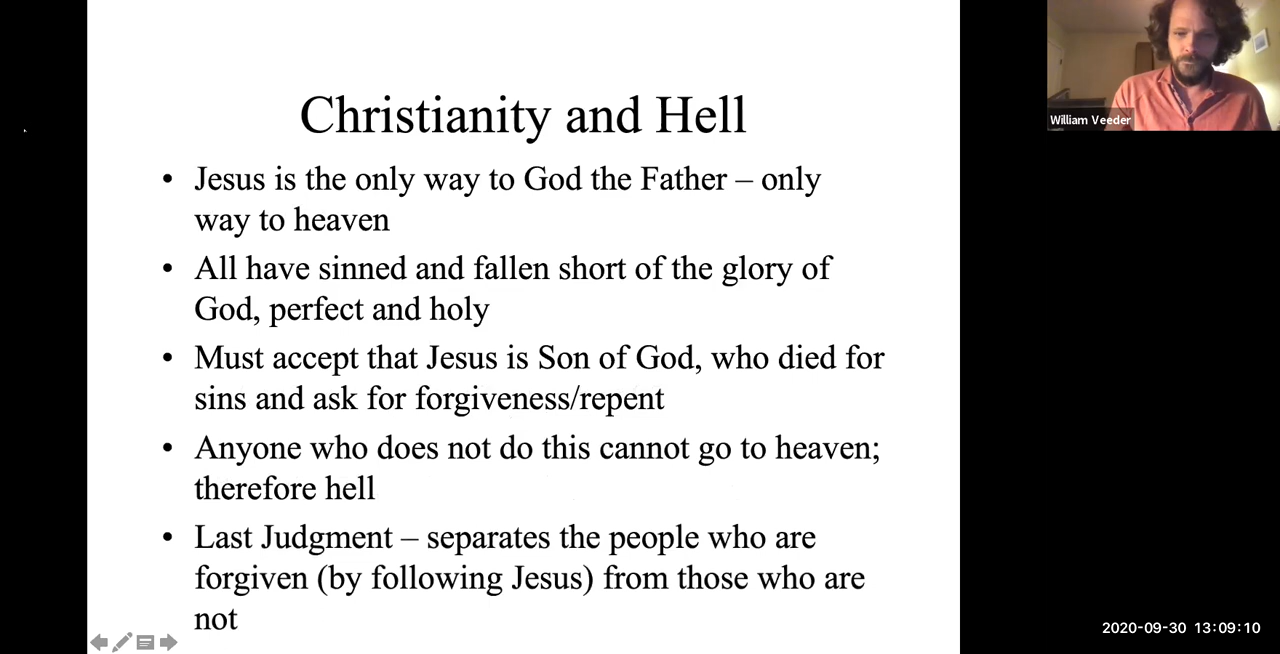 Christianity and Hell
• Jesus is the only way to God the Father – only
way to heaven
• All have sinned and fallen short of the glory of
God, perfect and holy
• Must accept that Jesus is Son of God, who died for
sins and ask for forgiveness/repent
• Anyone who does not do this cannot go to heaven;
therefore hell
• Last Judgment – separates the people who are
forgiven (by following Jesus) from those who are
not
William Veeder
2020-09-30 13:09:10